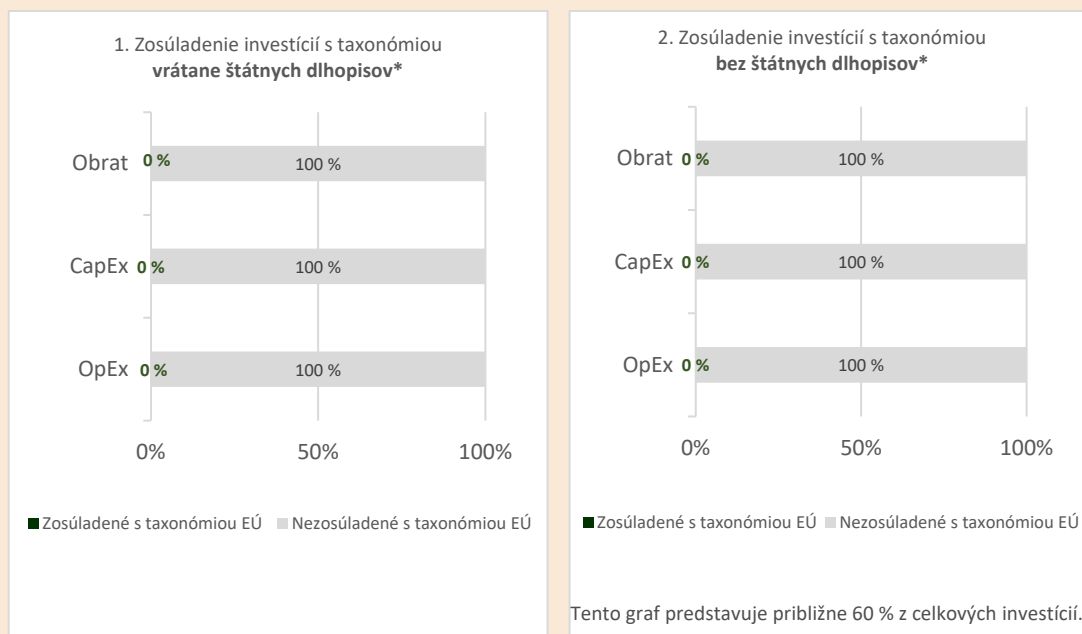 1. Zosúladenie investícií s taxonómiou
vrátane štátnych dlhopisov*
Obrat 0 % 100 %
CapEx 0 % 100 %
OpEx 0 % 100 %
0% 50% 100%
Zosúladené s taxonómiou EÚ Nezosúladené s taxonómiou EÚ
2. Zosúladenie investícií s taxonómiou
bez štátnych dlhopisov*
Obrat 0 % 100 %
CapEx 0 % 100 %
OpEx 0 % 100 %
0% 50% 100%
Zosúladené s taxonómiou EÚ Nezosúladené s taxonómiou EÚ
Tento graf predstavuje približne 60 % z celkových investícií.